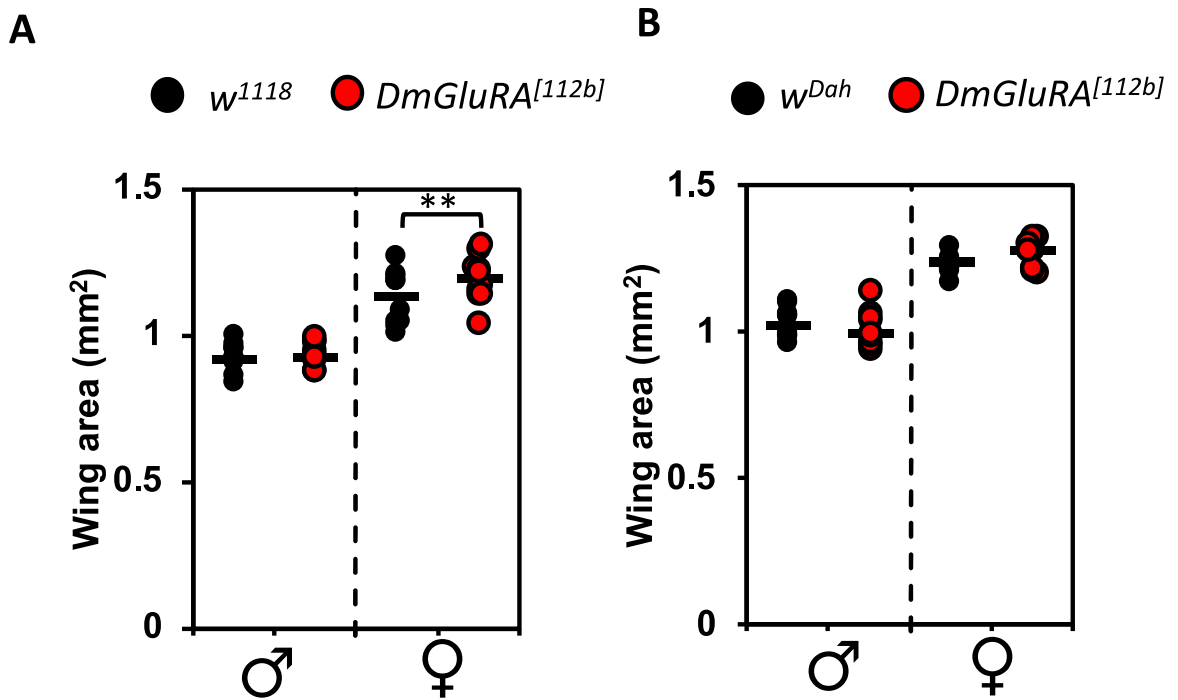 A
w1118 DmGluRA[112b]
1.5
1
0.5
0
Wing area (mm2)
**
♂ ♀
B
wDah DmGluRA[112b]
1.5
1
0.5
0
Wing area (mm2)
♂ ♀